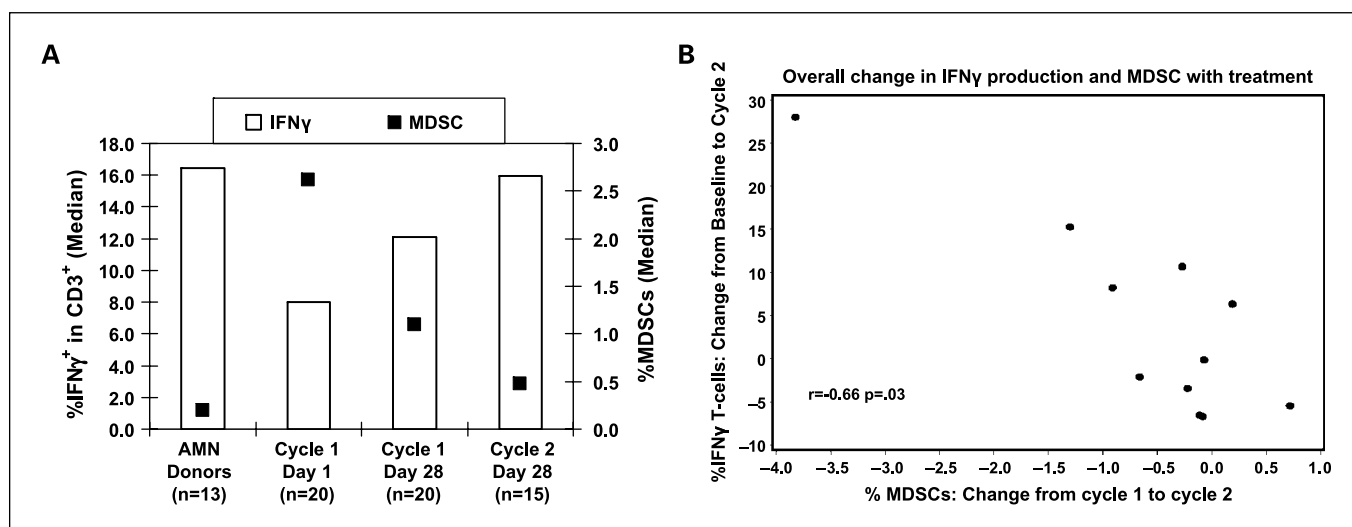 A
IFNγ MDSC
%IFNγ+ in CD3+ (Median)
18.0
16.0
14.0
12.0
10.0
8.0
6.0
4.0
2.0
0.0
3.0
2.5
2.0
1.5
1.0
0.5
0.0
%MDSCs (Median)
AMN Donors (n=13)
Cycle 1 Day 1 (n=20)
Cycle 1 Day 28 (n=20)
Cycle 2 Day 28 (n=15)
B
Overall change in IFNγ production and MDSC with treatment
%IFNγ T-cells: Change from Baseline to Cycle 2
30
25
20
15
10
5
0
–5
–10
r=-0.66 p=.03
–4.0 –3.5 –3.0 –2.5 –2.0 –1.5 –1.0 –0.5 0.0 0.5 1.0
% MDSCs: Change from cycle 1 to cycle 2